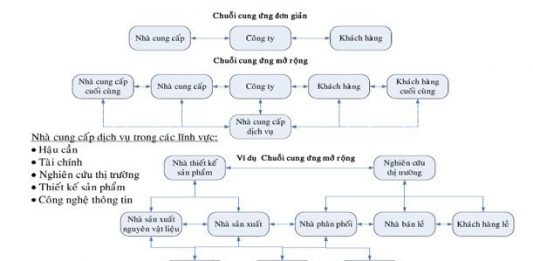 Chuỗi cung ứng đơn giản
Nhà cung cấp
Công ty
Khách hàng
Chuỗi cung ứng mở rộng
Nhà cung cấp
cuối cùng
Nhà cung cấp
Công ty
Khách hàng
Khách hàng
cuối cùng
Nhà cung cấp
dịch vụ
Nhà cung cấp dịch vụ trong các lĩnh vực:
• Hậu cần
• Tài chính
• Nghiên cứu thị trường
• Thiết kế sản phẩm
• Công nghệ thông tin
Ví dụ Chuỗi cung ứng mở rộng
Nhà thiết kế
sản phẩm
Nghiên cứu
thị trường
Nhà sản xuất
nguyên vật liệu
Nhà sản xuất
Nhà phân phối
Nhà bán lẻ
Khách hàng lẻ